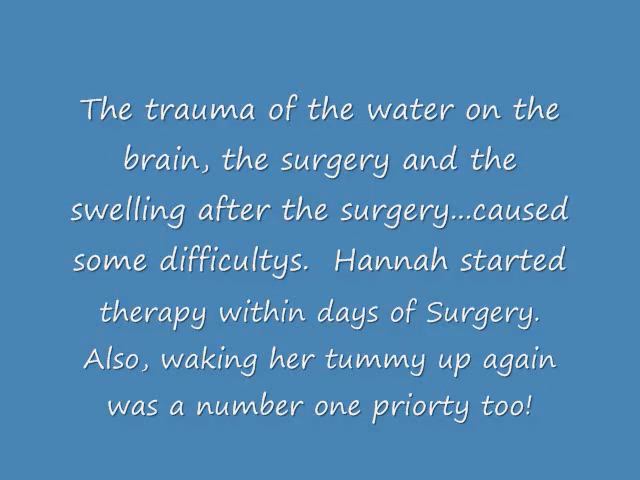 The trauma of the water on the
brain, the surgery and the
swelling after the surgery...caused
some difficultys.  Hannah started
therapy within days of Surgery.
Also, waking her tummy up again
was a number one priorty too!